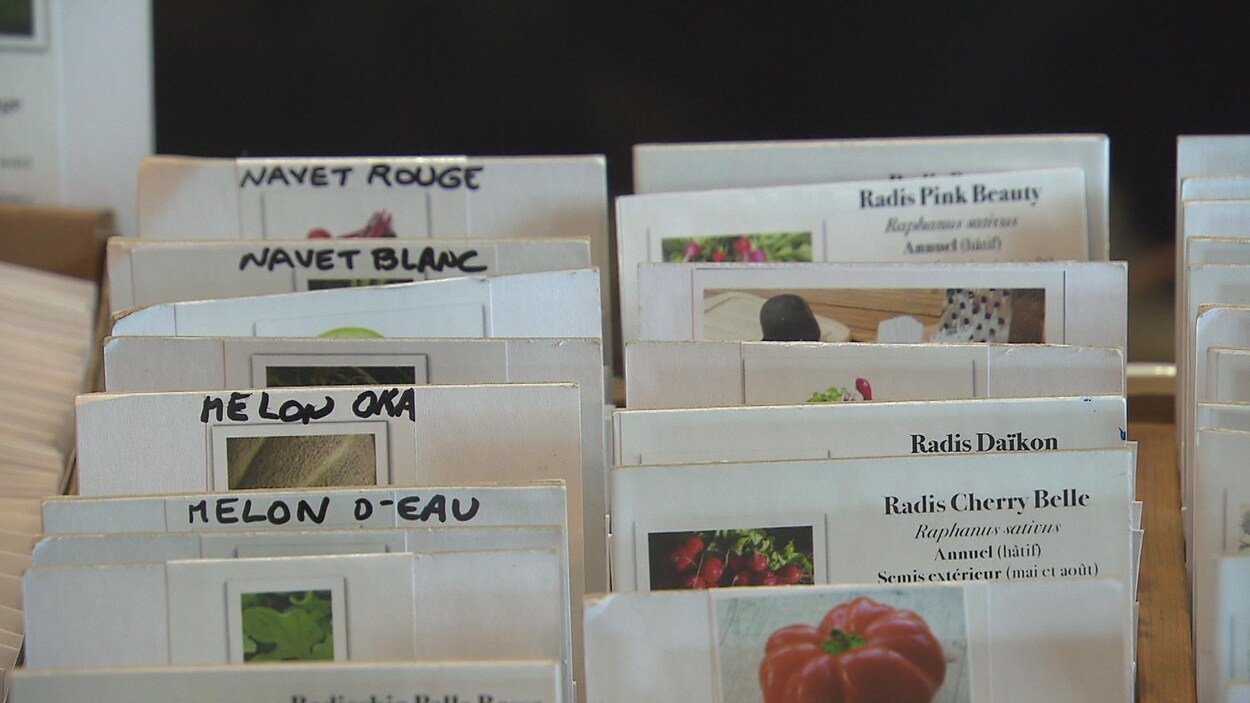 NAVET ROUGE
NAVET BLANC
MELON OKA
MELON D-EAU
Radis Pink Beauty
Raphanus sativus
Annuel (hâtif)
Radis Daïkon
Radis Cherry Belle
Raphanus sativus
Annuel (hâtif)
Semis extérieur (mai et août)